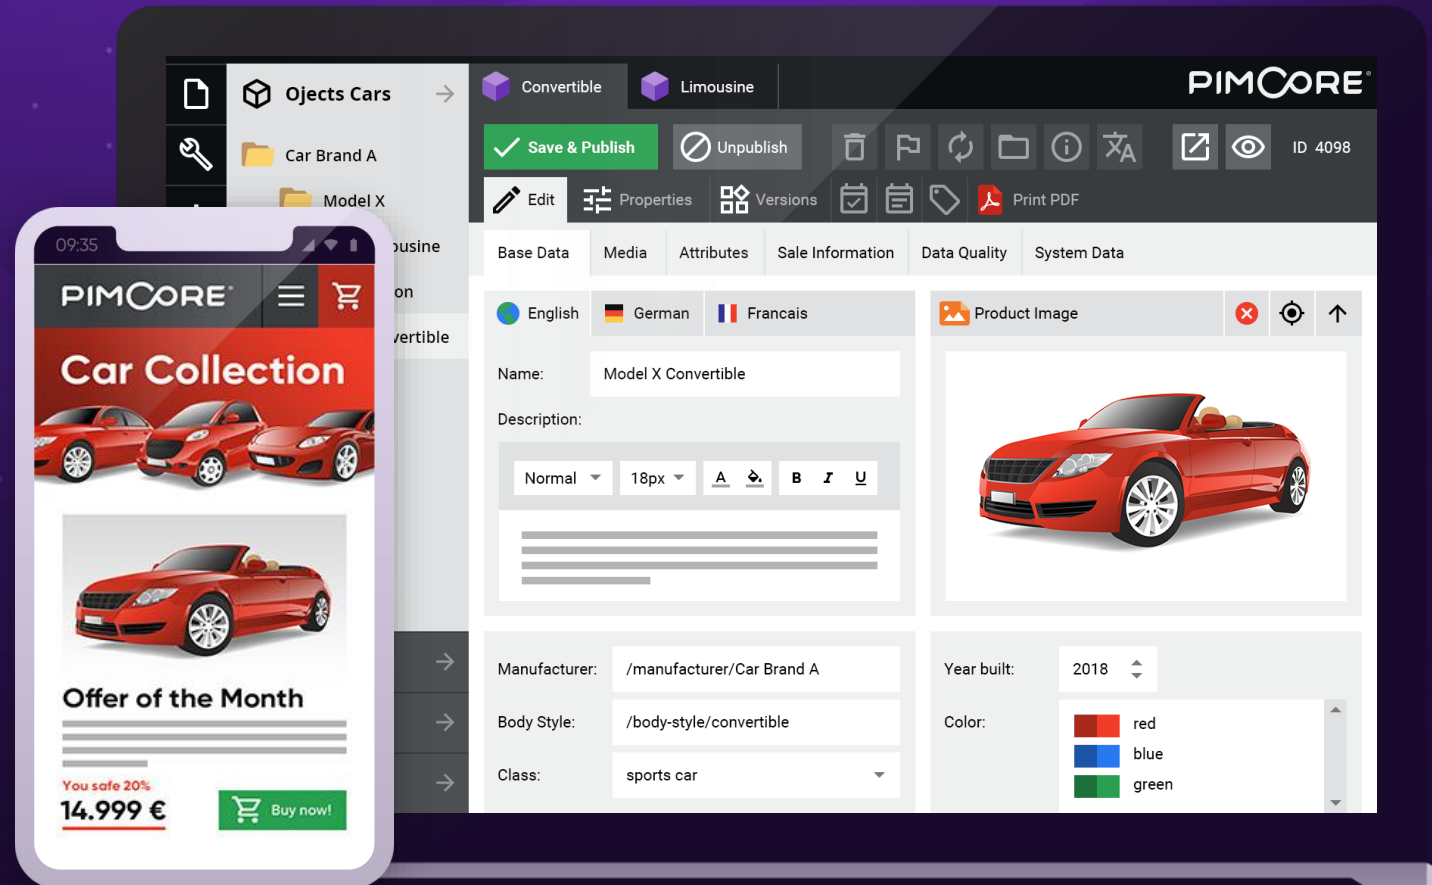 Ojects Cars
Car Brand A
Model X
Convertible
Limousine
PIMCORE
Save & Publish
Unpublish
ID 4098
Edit
Properties
Versions
Print PDF
Base Data
Media
Attributes
Sale Information
Data Quality
System Data
English
German
Francais
Name:
Model X Convertible
Description:
Normal
18px
A
B
I
U
Product Image
Manufacturer:
/manufacturer/Car Brand A
Body Style:
/body-style/convertible
Class:
sports car
Year built:
2018
Color:
red
blue
green
09:35
PIMCORE
Car Collection
Offer of the Month
You safe 20%
14.999 €
Buy now!